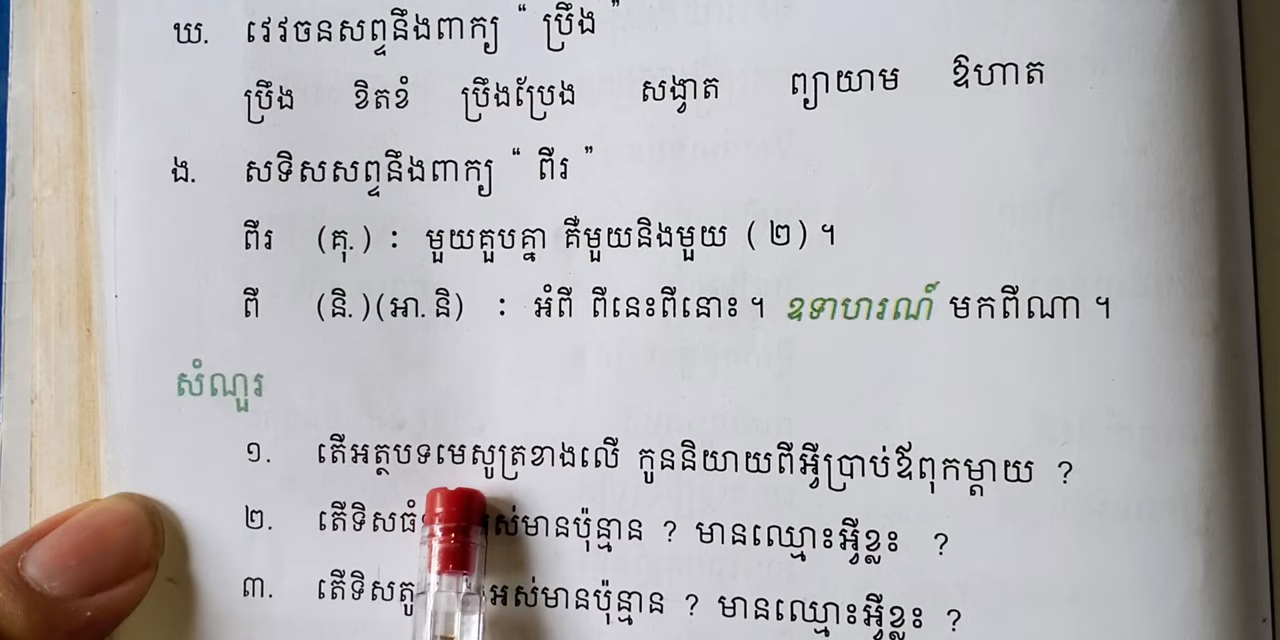 ឃ. វេវចនសព្ទនឹងពាក្យ “ ប្រឹង ”
ប្រឹង ខិតខំ ប្រឹងប្រែង សង្វាត ព្យាយាម ឱហាត
ង. សទិសសព្ទនឹងពាក្យ “ ពីរ ”
ពីរ (គុ.) : មួយគួបគ្នា គឺមួយនិងមួយ ( ២ ) ។
ពី (និ.) (អា. និ) : អំពី ពីនេះពីនោះ ។ ឧទាហរណ៍ មកពីណា ។
សំណួរ
១. តើអត្ថបទមេសូត្រខាងលើ កូននិយាយពីអ្វីប្រាប់ឪពុកម្តាយ ?
២. តើទិសធំ អស់មានប៉ុន្មាន ? មានឈ្មោះអ្វីខ្លះ ?
៣. តើទិសតូ អស់មានប៉ុន្មាន ? មានឈ្មោះអ្វីខ្លះ ?